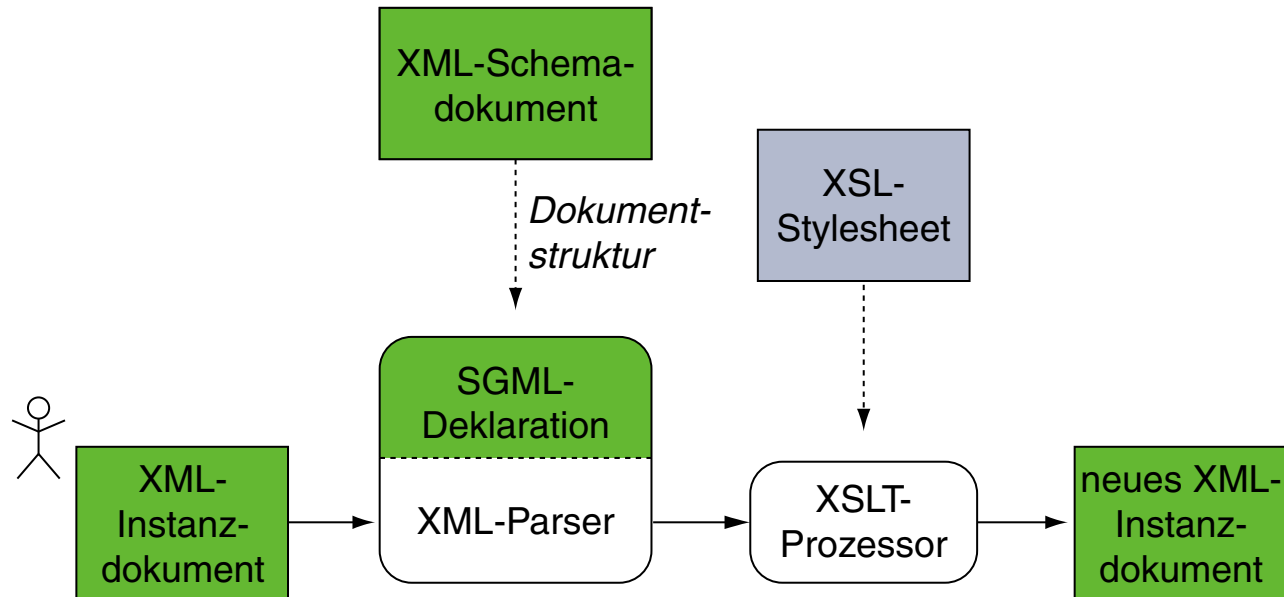 XML-Schema-
dokument
XSL-
Stylesheet
Dokument-
struktur
SGML-
Deklaration
XML-Parser
XML-
Instanz-
dokument
XSLT-
Prozessor
neues XML-
Instanz-
dokument